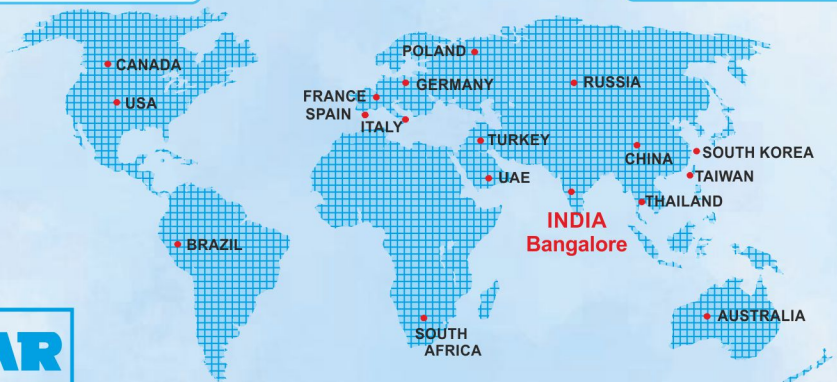 POLAND
CANADA
GERMANY
RUSSIA
FRANCE
USA
SPAIN
ITALY
TURKEY
CHINA
SOUTH KOREA
UAE
TAIWAN
THAILAND
INDIA
Bangalore
BRAZIL
AUSTRALIA
SOUTH
AFRICA
AR